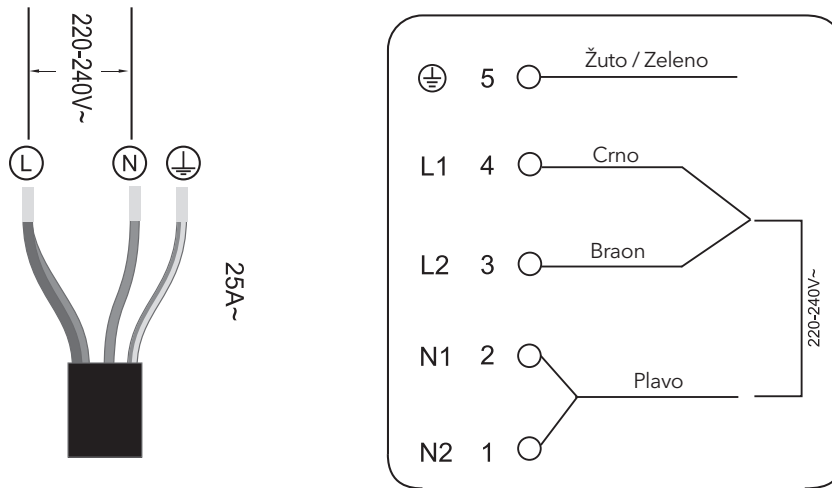 220-240V~
L
N
25A~
5 Žuto / Zeleno
L1 4 Crno
L2 3 Braon
N1 2
Plavo
N2 1
220-240V~